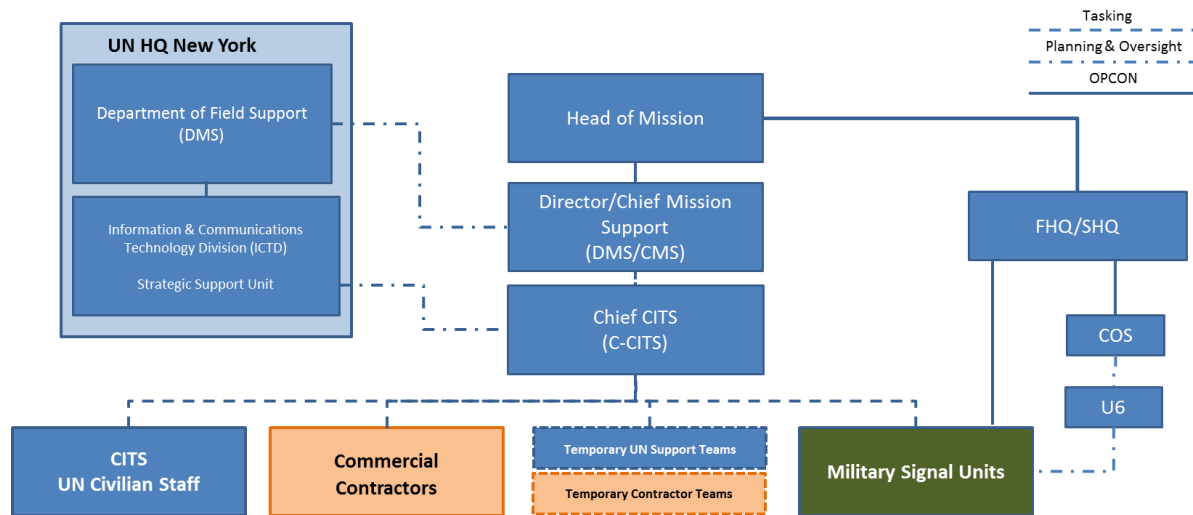 Tasking
Planning & Oversight
OPCON
UN HQ New York
Department of Field Support
(DMS)
Information & Communications
Technology Division (ICTD)
Strategic Support Unit
Head of Mission
Director/Chief Mission
Support
(DMS/CMS)
Chief CITS
(C-CITS)
FHQ/SHQ
COS
U6
CITS
UN Civilian Staff
Commercial
Contractors
Temporary UN Support Teams
Temporary Contractor Teams
Military Signal Units